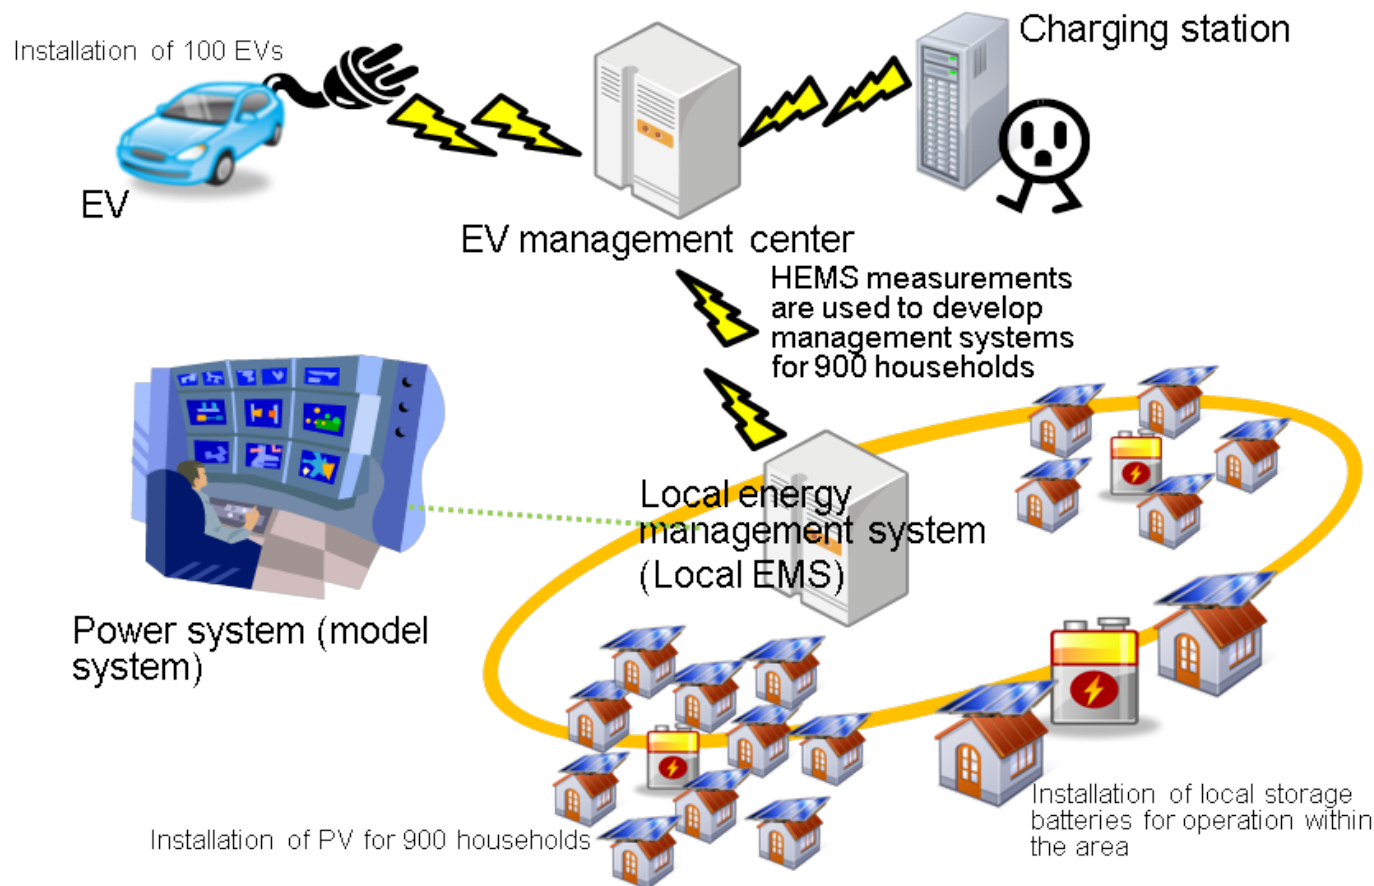 Installation of 100 EVs
Charging station
EV
EV management center
HEMS measurements
are used to develop
management systems
for 900 households
Local energy
management system
(Local EMS)
Power system (model
system)
Installation of PV for 900 households
Installation of local storage
batteries for operation within
the area